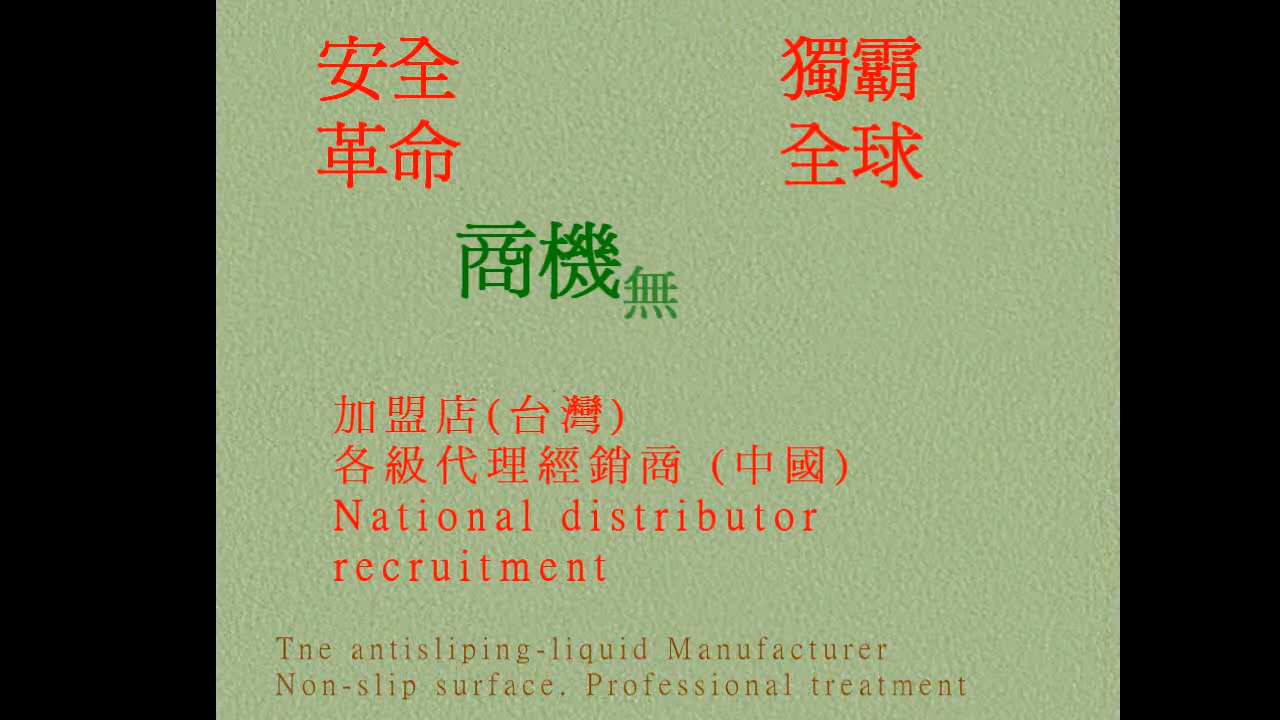 安全 獨霸
革命 全球
商機無
加盟店(台灣)
各級代理經銷商 (中國)
National distributor
recruitment
Tne antisliping-liquid Manufacturer
Non-slip surface. Professional treatment